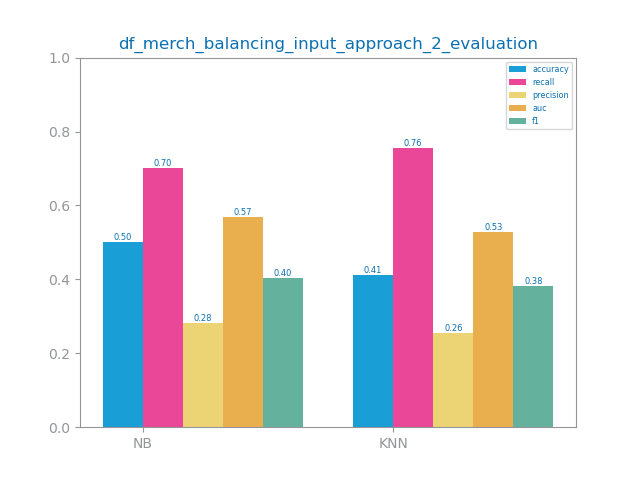 df_merch_balancing_input_approach_2_evaluation
1.0
0.8
0.6
0.4
0.2
0.0
accuracy
recall
precision
auc
f1
0.50
0.70
0.28
0.57
0.40
0.41
0.76
0.26
0.53
0.38
NB
KNN